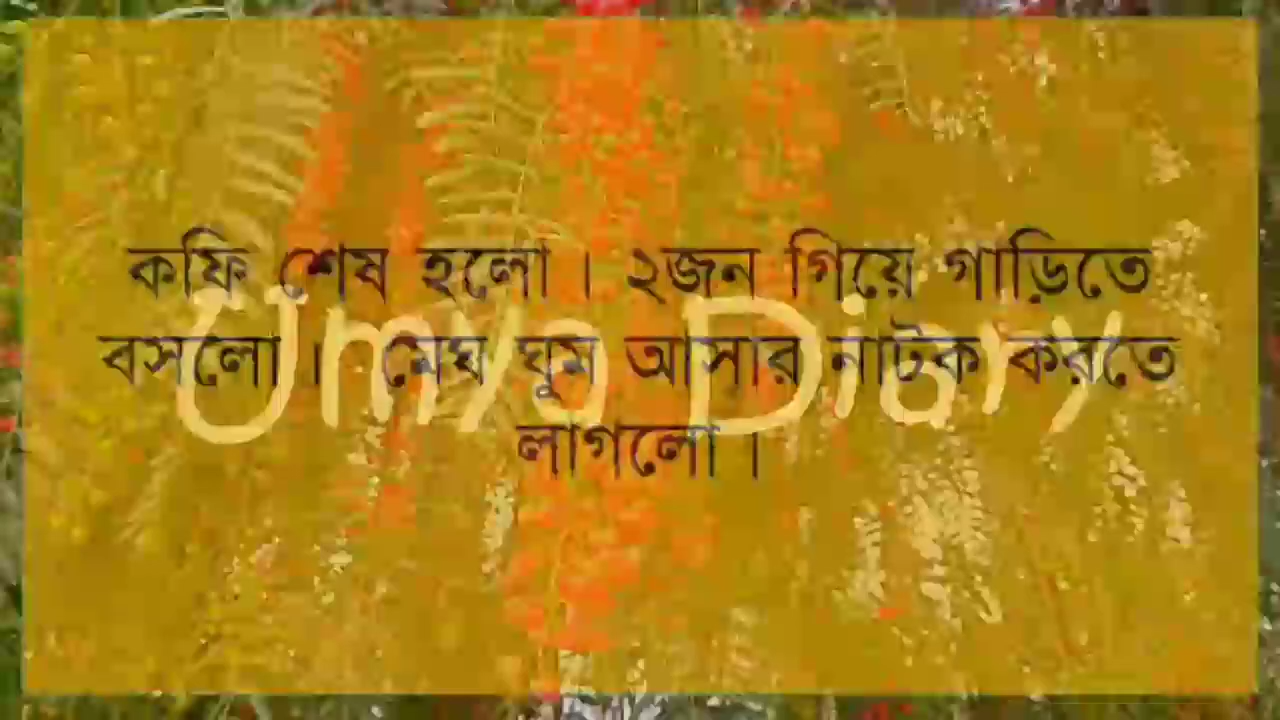 কফি শেষ হলো । ২জন গিয়ে গাড়িতে
বসলো । মেঘ ঘুম আসার নাটক করতে
লাগলো ।
Umya Diary